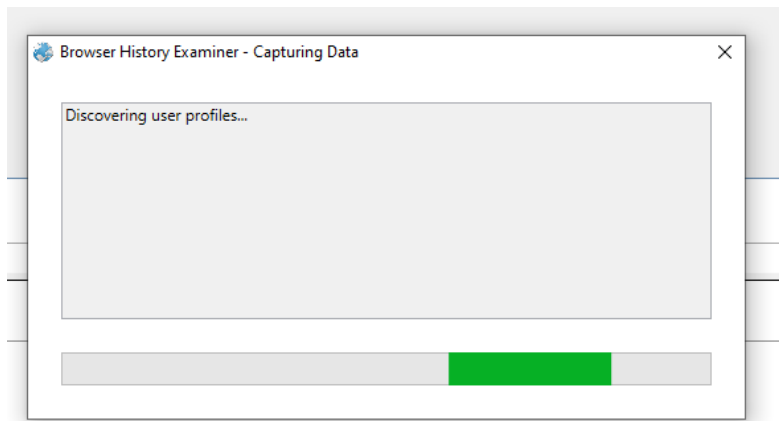 Browser History Examiner - Capturing Data
Discovering user profiles...